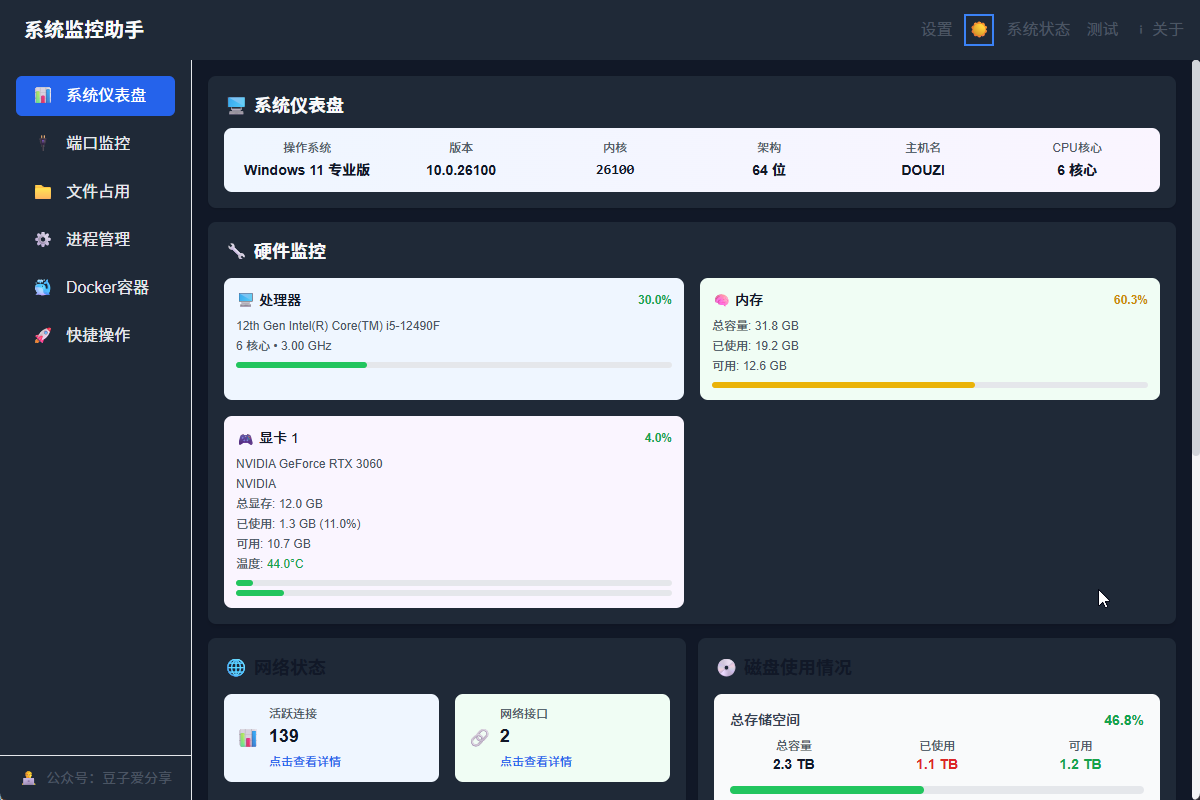 系统监控助手
设置
系统状态
测试
关于
系统仪表盘
端口监控
文件占用
进程管理
Docker容器
快捷操作
公众号：豆子爱分享
系统仪表盘
操作系统
Windows 11 专业版
版本
10.0.26100
内核
26100
架构
64 位
主机名
DOUZI
CPU核心
6 核心
硬件监控
处理器 30.0%
12th Gen Intel(R) Core(TM) i5-12490F
6 核心 • 3.00 GHz
内存 60.3%
总容量: 31.8 GB
已使用: 19.2 GB
可用: 12.6 GB
显卡 1 4.0%
NVIDIA GeForce RTX 3060
NVIDIA
总显存: 12.0 GB
已使用: 1.3 GB (11.0%)
可用: 10.7 GB
温度: 44.0°C
网络状态
活跃连接
139
点击查看详情
网络接口
2
点击查看详情
磁盘使用情况
总存储空间 46.8%
总容量
2.3 TB
已使用
1.1 TB
可用
1.2 TB